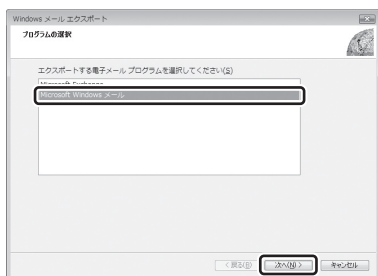 Windows メール エクスポート
プログラムの選択
エクスポートする電子メール プログラムを選択してください(S)
Microsoft Exchange
Microsoft Windows メール
< 戻る(B)
次へ(N) >
キャンセル